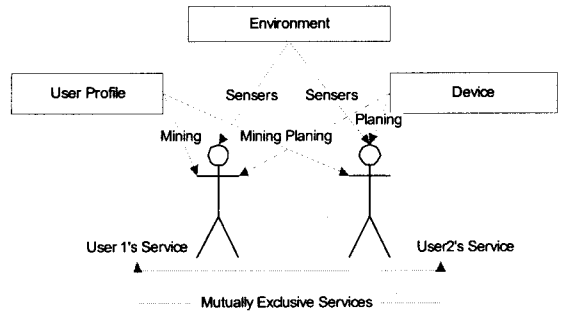 Environment
User Profile
Sensers
Sensers
Device
Planing
Mining
Mining Planing
User 1's Service
User2's Service
Mutually Exclusive Services